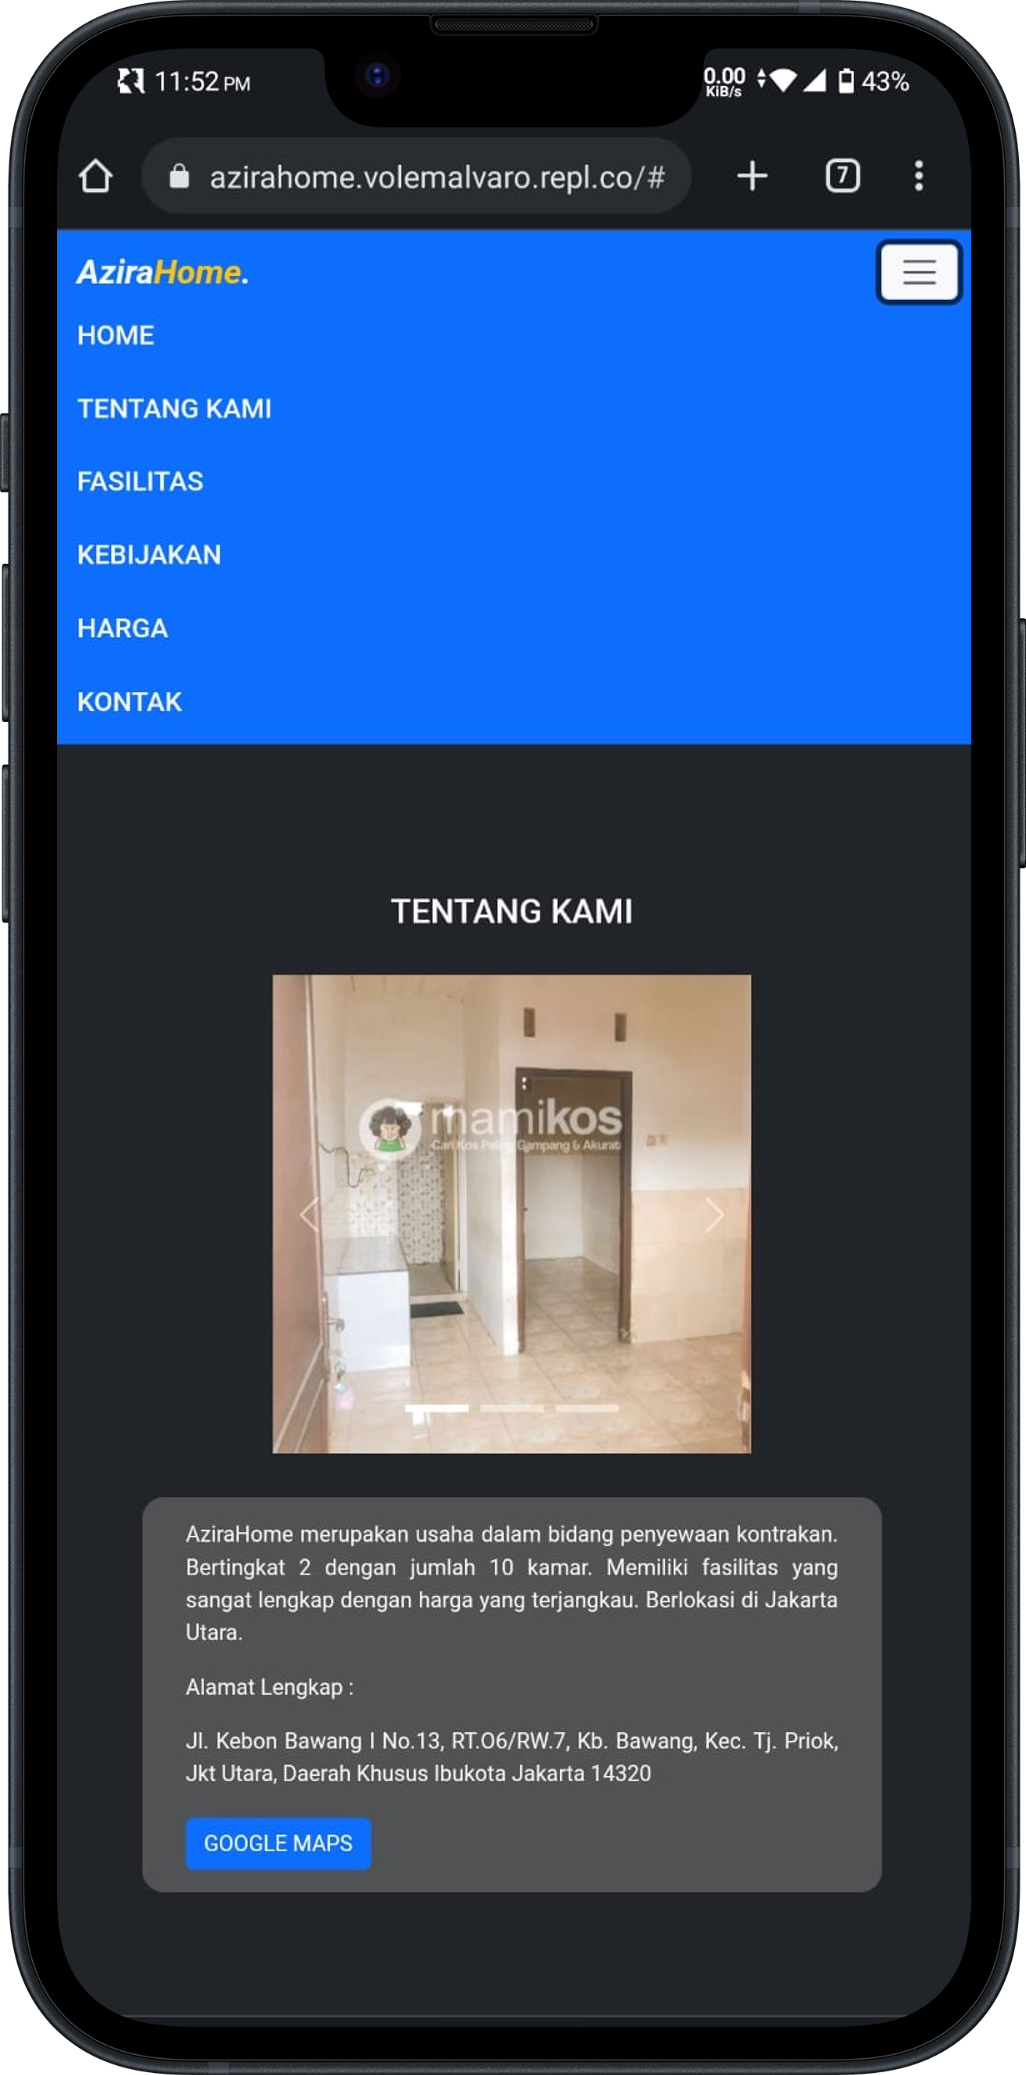 11:52 PM
0.00 KiB/s
43%
azirahome.volemalvaro.repl.co/#
7
AziraHome.
HOME
TENTANG KAMI
FASILITAS
KEBIJAKAN
HARGA
KONTAK
TENTANG KAMI
mamikos
Cari Kos Paling Gampang & Akurat
AziraHome merupakan usaha dalam bidang penyewaan kontrakan.
Bertingkat 2 dengan jumlah 10 kamar. Memiliki fasilitas yang
sangat lengkap dengan harga yang terjangkau. Berlokasi di Jakarta
Utara.
Alamat Lengkap :
Jl. Kebon Bawang I No.13, RT.O6/RW.7, Kb. Bawang, Kec. Tj. Priok,
Jkt Utara, Daerah Khusus Ibukota Jakarta 14320
GOOGLE MAPS